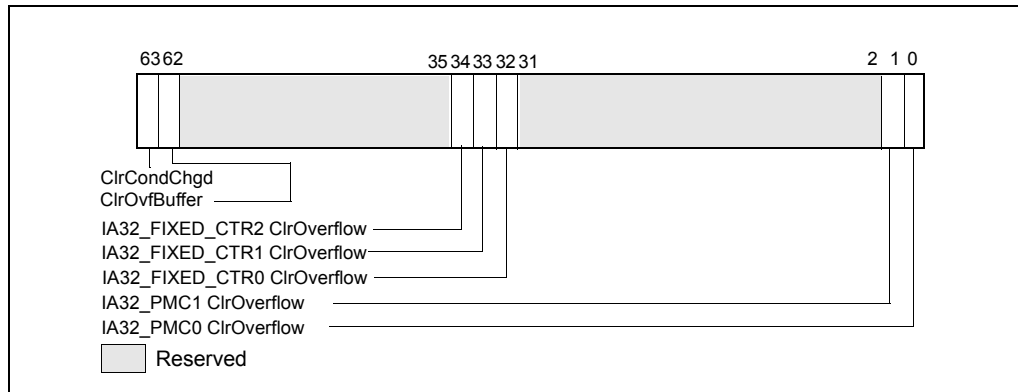 63 62 35 34 33 32 31 2 1 0
ClrCondChgd
ClrOvfBuffer
IA32_FIXED_CTR2 ClrOverflow
IA32_FIXED_CTR1 ClrOverflow
IA32_FIXED_CTR0 ClrOverflow
IA32_PMC1 ClrOverflow
IA32_PMC0 ClrOverflow
Reserved